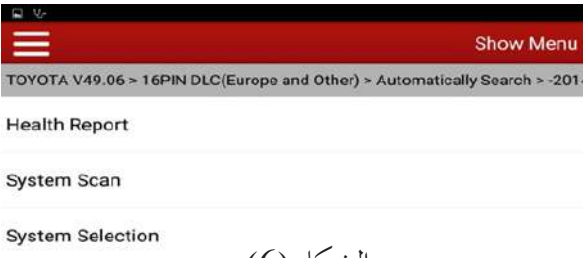 Show Menu
TOYOTA V49.06 > 16PIN DLC(Europe and Other) > Automatically Search > -201
Health Report
System Scan
System Selection
الشكل (6)